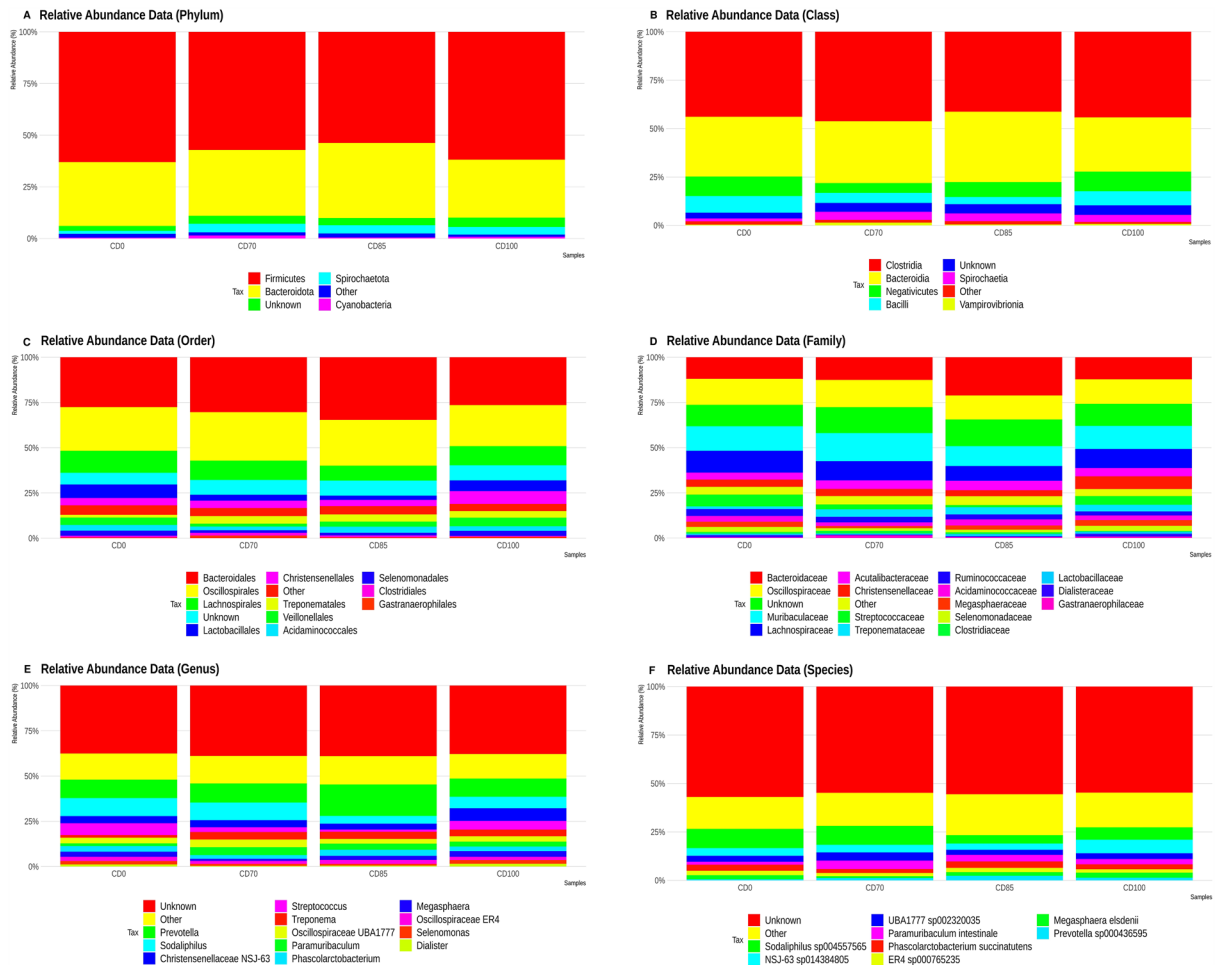 A Relative Abundance Data (Phylum)
Relative Abundance (%)
100%
75%
50%
25%
0%
CD0 CD70 CD85 CD100
Samples
Tax
Firmicutes Spirochaetota
Bacteroidota Other
Unknown Cyanobacteria
B Relative Abundance Data (Class)
Relative Abundance (%)
100%
75%
50%
25%
0%
CD0 CD70 CD85 CD100
Samples
Tax
Clostridia Unknown
Bacteroidia Spirochaetia
Negativicutes Other
Bacilli Vampirovibrionia
C Relative Abundance Data (Order)
Relative Abundance (%)
100%
75%
50%
25%
0%
CD0 CD70 CD85 CD100
Samples
Tax
Bacteroidales Christensenellales Selenomonadales
Oscillospirales Other Clostridiales
Lachnospirales Treponematales Gastranaerophilales
Unknown Veillonellales
Lactobacillales Acidaminococcales
D Relative Abundance Data (Family)
Relative Abundance (%)
100%
75%
50%
25%
0%
CD0 CD70 CD85 CD100
Samples
Tax
Bacteroidaceae Acutalibacteraceae Ruminococcaceae Lactobacillaceae
Oscillospiraceae Christensenellaceae Acidaminococcaceae Dialisteraceae
Unknown Other Megasphaeraceae Gastranaerophilaceae
Muribaculaceae Streptococcaceae Selenomonadaceae
Lachnospiraceae Treponemataceae Clostridiaceae
E Relative Abundance Data (Genus)
Relative Abundance (%)
100%
75%
50%
25%
0%
CD0 CD70 CD85 CD100
Samples
Tax
Unknown Streptococcus Megasphaera
Other Treponema Oscillospiraceae ER4
Prevotella Oscillospiraceae UBA1777 Selenomonas
Sodaliphilus Paramuribaculum Dialister
Christensenellaceae NSJ-63 Phascolarctobacterium
F Relative Abundance Data (Species)
Relative Abundance (%)
100%
75%
50%
25%
0%
CD0 CD70 CD85 CD100
Samples
Tax
Unknown UBA1777 sp002320035 Megasphaera elsdenii
Other Paramuribaculum intestinale Prevotella sp000436595
Sodaliphilus sp004557565 Phascolarctobacterium succinatutens
NSJ-63 sp014384805 ER4 sp000765235